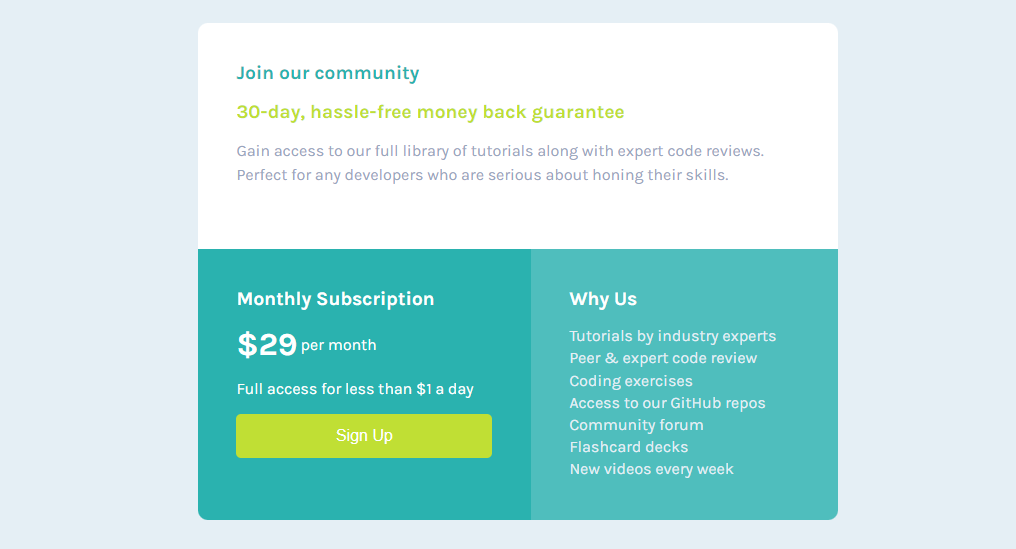 Join our community
30-day, hassle-free money back guarantee
Gain access to our full library of tutorials along with expert code reviews.
Perfect for any developers who are serious about honing their skills.
Monthly Subscription
$29 per month
Full access for less than $1 a day
Sign Up
Why Us
Tutorials by industry experts
Peer & expert code review
Coding exercises
Access to our GitHub repos
Community forum
Flashcard decks
New videos every week